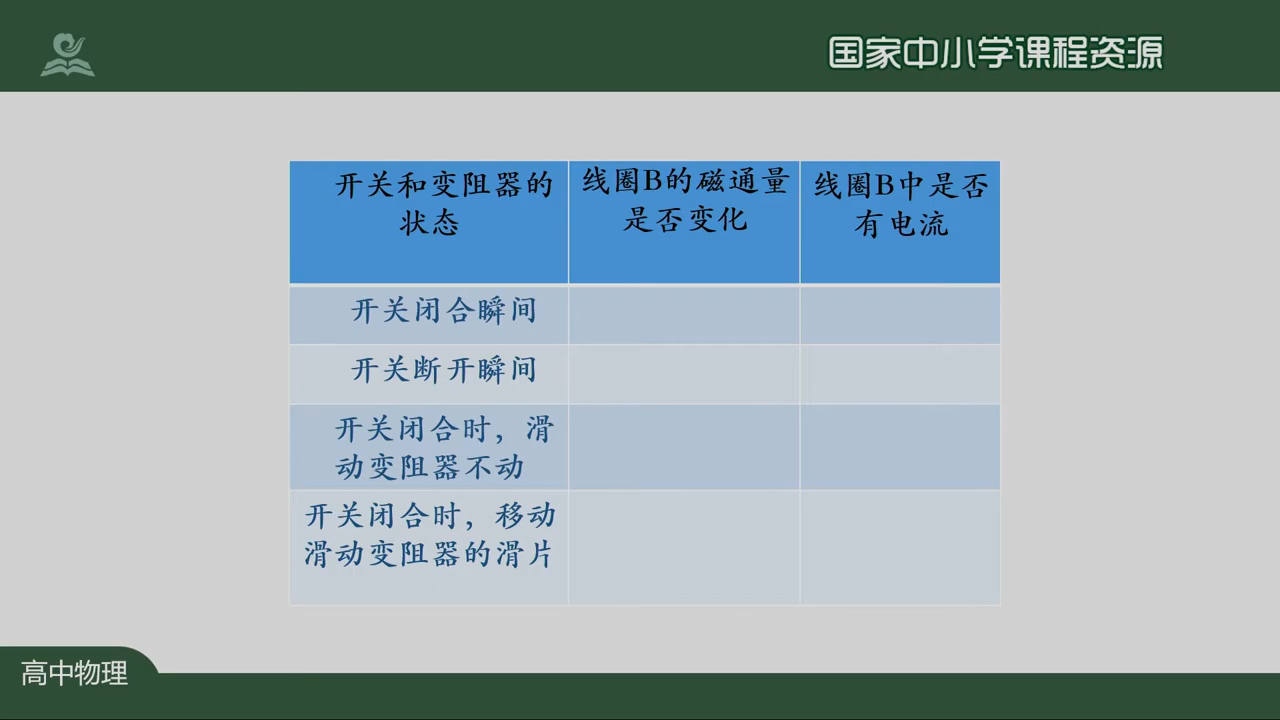 国家中小学课程资源
开关和变阻器的
状态
线圈B的磁通量
是否变化
线圈B中是否
有电流
开关闭合瞬间
开关断开瞬间
开关闭合时，滑
动变阻器不动
开关闭合时，移动
滑动变阻器的滑片
高中物理